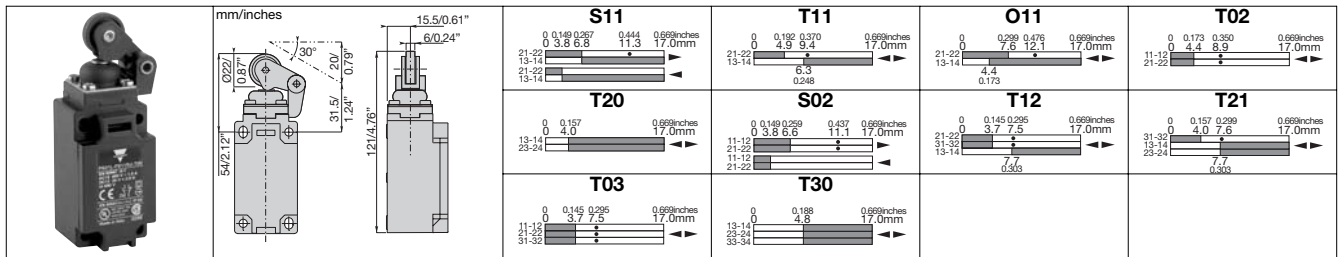 mm/inches
15.5/0.61"
6/0.24"
30°
20/
0.79"
Ø22/
0.87"
31.5/
1.24"
54/2.12"
121/4.76"
S11
0 0.149 0.267 0.444 0.669inches
0 3.8 6.8 11.3 17.0mm
21-22
13-14
21-22
13-14
T11
0 0.192 0.370 0.669inches
0 4.9 9.4 17.0mm
21-22
13-14
6.3
0.248
O11
0 0.299 0.476 0.669inches
0 7.6 12.1 17.0mm
21-22
13-14
4.4
0.173
T02
0 0.173 0.350 0.669inches
0 4.4 8.9 17.0mm
11-12
21-22
T20
0 0.157 0.669inches
0 4.0 17.0mm
13-14
23-24
S02
0 0.149 0.259 0.437 0.669inches
0 3.8 6.6 11.1 17.0mm
11-12
21-22
11-12
21-22
T12
0 0.145 0.295 0.669inches
0 3.7 7.5 17.0mm
21-22
31-32
13-14
7.7
0.303
T21
0 0.157 0.299 0.669inches
0 4.0 7.6 17.0mm
31-32
13-14
23-24
7.7
0.303
T03
0 0.145 0.295 0.669inches
0 3.7 7.5 17.0mm
11-12
21-22
31-32
T30
0 0.188 0.669inches
0 4.8 17.0mm
13-14
23-24
33-34